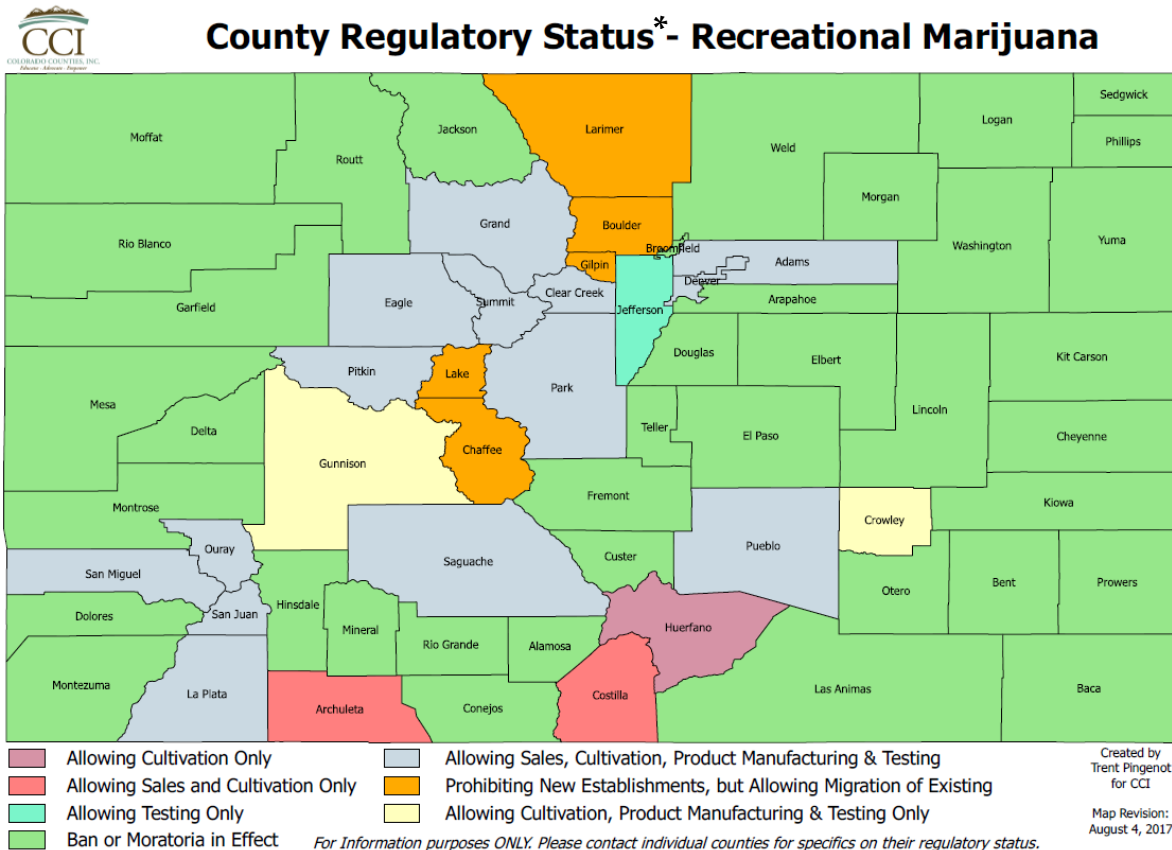 CCI
COLORADO COUNTIES, INC.
Educate - Advocate - Empower
County Regulatory Status*- Recreational Marijuana
Moffat
Routt
Jackson
Larimer
Weld
Logan
Sedgwick
Phillips
Morgan
Rio Blanco
Grand
Boulder
Broomfield
Washington
Yuma
Gilpin
Adams
Denver
Garfield
Eagle
Summit
Clear Creek
Jefferson
Arapahoe
Pitkin
Lake
Park
Douglas
Elbert
Kit Carson
Mesa
Delta
Gunnison
Chaffee
Teller
El Paso
Lincoln
Cheyenne
Montrose
Fremont
Kiowa
Crowley
Ouray
Saguache
Custer
Pueblo
San Miguel
Otero
Bent
Prowers
Dolores
San Juan
Hinsdale
Mineral
Rio Grande
Alamosa
Huerfano
Montezuma
La Plata
Archuleta
Conejos
Costilla
Las Animas
Baca
Allowing Cultivation Only
Allowing Sales and Cultivation Only
Allowing Testing Only
Ban or Moratoria in Effect
Allowing Sales, Cultivation, Product Manufacturing & Testing
Prohibiting New Establishments, but Allowing Migration of Existing
Allowing Cultivation, Product Manufacturing & Testing Only
For Information purposes ONLY. Please contact individual counties for specifics on their regulatory status.
Created by
Trent Pingenot
for CCI
Map Revision:
August 4, 2017